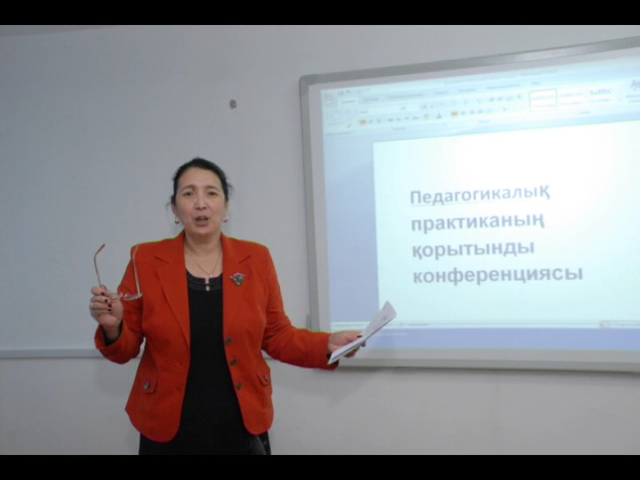 Педагогикалық
практиканың
қорытынды
конференциясы